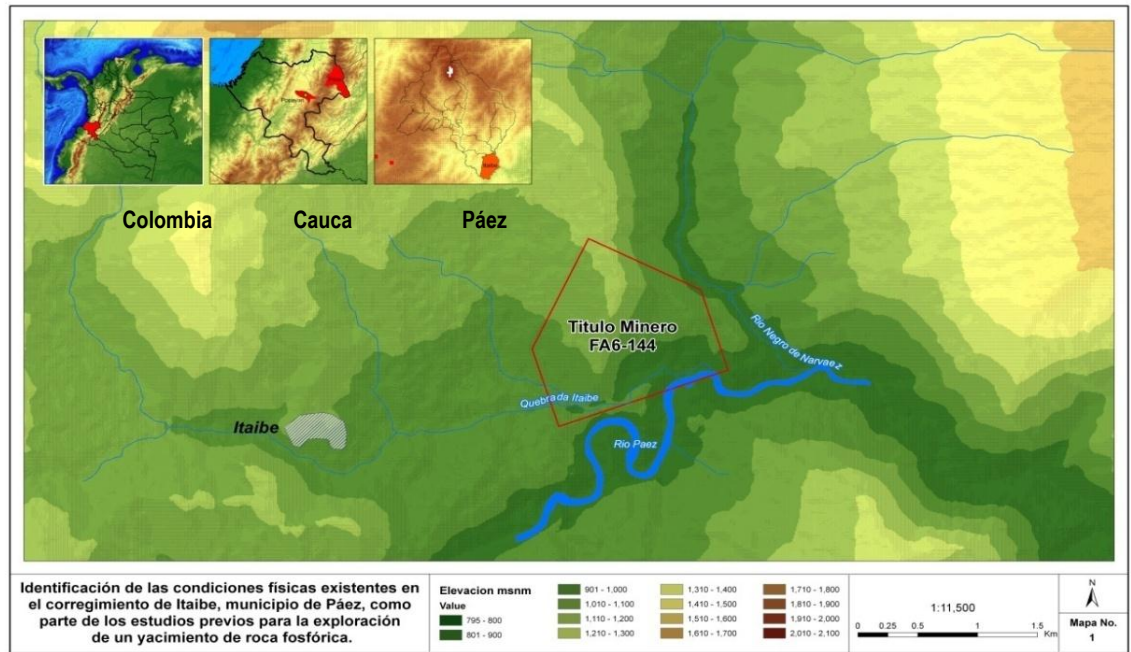 Popayan
Colombia
Cauca
Páez
Titulo Minero
FA6-144
Rio Negro de Narvaez
Quebrada Itaibe
Itaibe
Rio Paez
Identificación de las condiciones físicas existentes en
el corregimiento de Itaibe, municipio de Páez, como
parte de los estudios previos para la exploración
de un yacimiento de roca fosfórica.
Elevacion msnm
Value
795 - 800
801 - 900
901 - 1,000
1,010 - 1,100
1,110 - 1,200
1,210 - 1,300
1,310 - 1,400
1,410 - 1,500
1,510 - 1,600
1,610 - 1,700
1,710 - 1,800
1,810 - 1,900
1,910 - 2,000
2,010 - 2,100
1:11,500
0 0.25 0.5 1 1.5
Km
N
Mapa No.
1